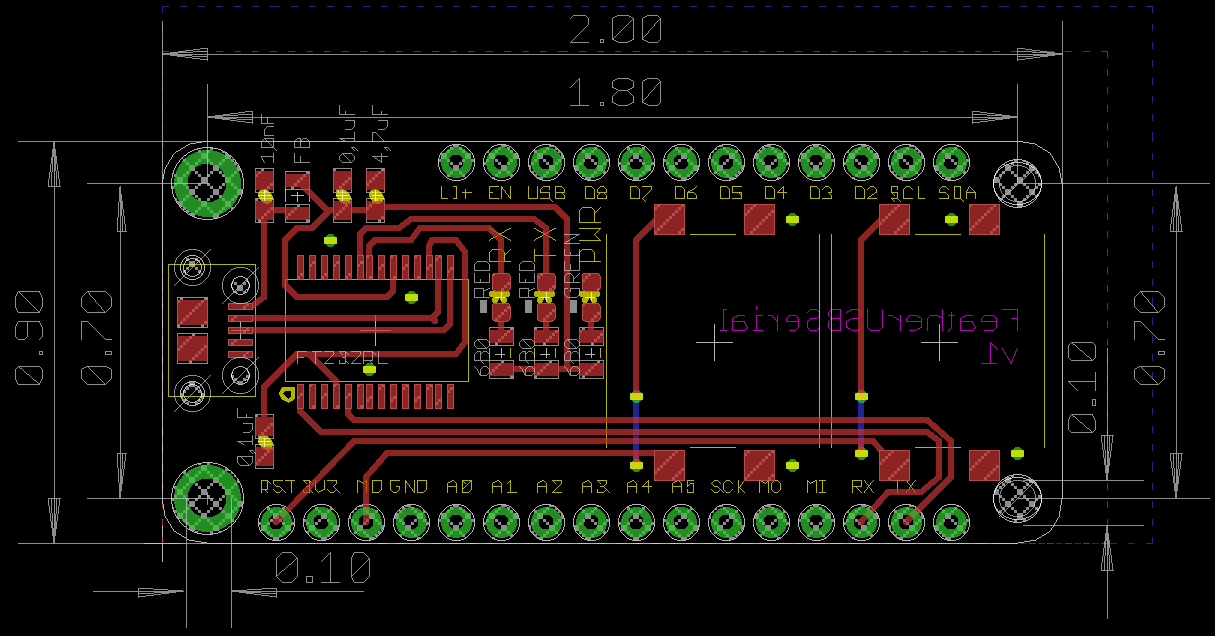 2.00
1.80
10nF
FB
0,1uF
4,7uF
EN
USB
D8
D7
D6
D5
D4
D3
D2
SCL
SDA
RX
TX
PWR
RED
RED
GREEN
0.90
0.70
0.70
0.10
FeatherUSBSerial
v1
680
680
680
0,1uF
RST
3V3
GND
A0
A1
A2
A3
A4
A5
SCK
MO
MI
RX
TX
0.10